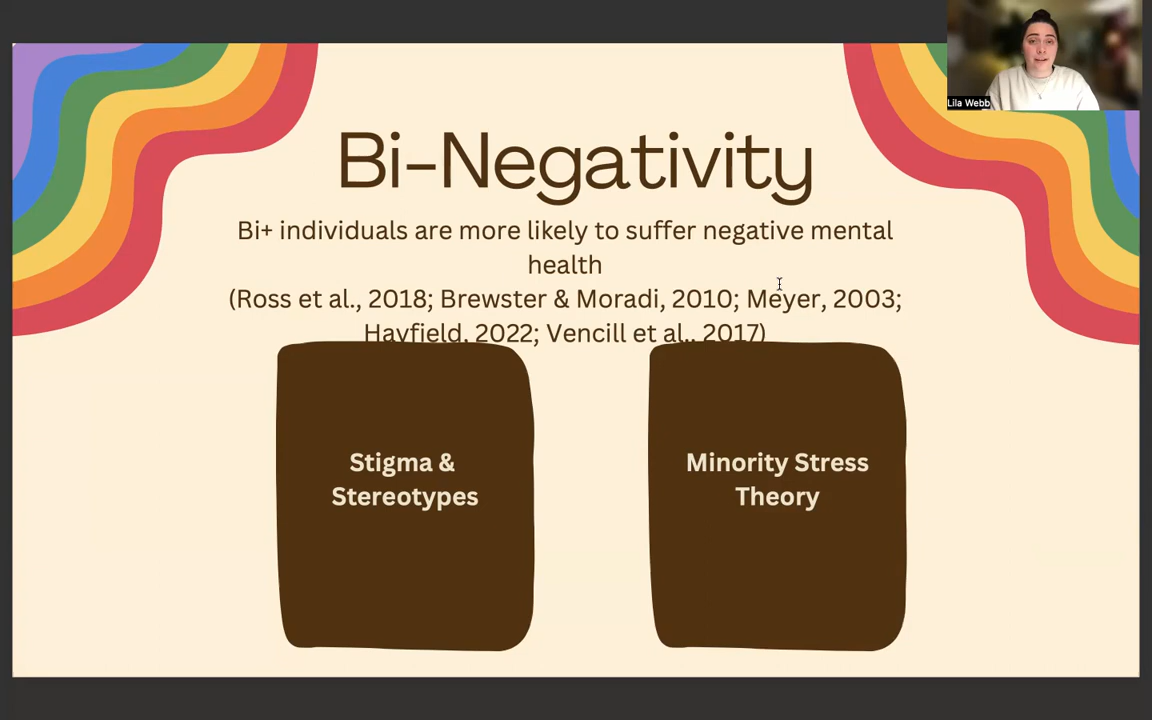 Lila Webb
Bi-Negativity
Bi+ individuals are more likely to suffer negative mental
health
(Ross et al., 2018; Brewster & Moradi, 2010; Meyer, 2003;
Hayfield, 2022; Vencill et al., 2017)
Stigma &
Stereotypes
Minority Stress
Theory